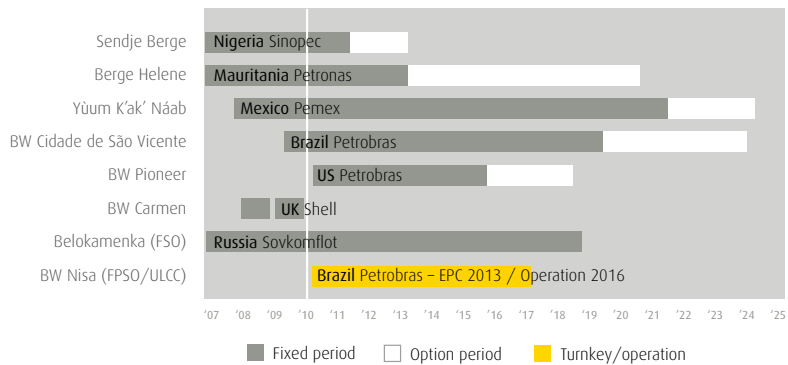 Sendje Berge Nigeria Sinopec
Berge Helene Mauritania Petronas
Yùum K’ak’ Náab Mexico Pemex
BW Cidade de São Vicente Brazil Petrobras
BW Pioneer US Petrobras
BW Carmen UK Shell
Belokamenka (FSO) Russia Sovkomflot
BW Nisa (FPSO/ULCC) Brazil Petrobras – EPC 2013 / Operation 2016
’07 ’08 ’09 ’10 ’11 ’12 ’13 ’14 ’15 ’16 ’17 ’18 ’19 ’20 ’21 ’22 ’23 ’24 ’25
Fixed period Option period Turnkey/operation